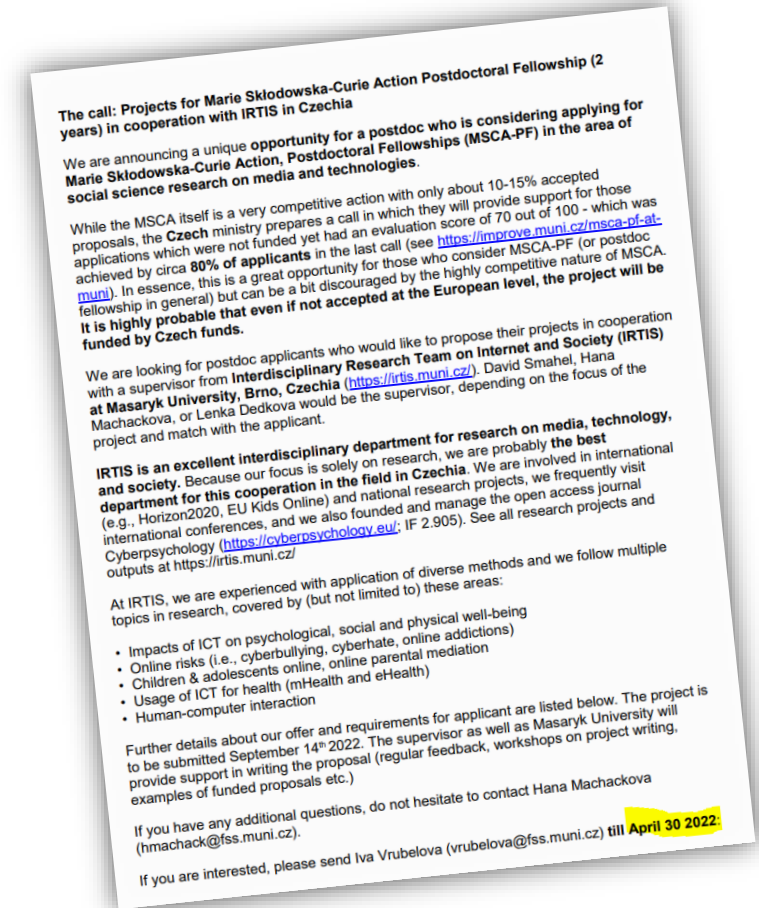 The call: Projects for Marie Skłodowska-Curie Action Postdoctoral Fellowship (2
years) in cooperation with IRTIS in Czechia
We are announcing a unique opportunity for a postdoc who is considering applying for
Marie Skłodowska-Curie Action, Postdoctoral Fellowships (MSCA-PF) in the area of
social science research on media and technologies.
While the MSCA itself is a very competitive action with only about 10-15% accepted
proposals, the Czech ministry prepares a call in which they will provide support for those
applications which were not funded yet had an evaluation score of 70 out of 100 - which was
achieved by circa 80% of applicants in the last call (see https://improve.muni.cz/msca-pf-at-
muni). In essence, this is a great opportunity for those who consider MSCA-PF (or postdoc
fellowship in general) but can be a bit discouraged by the highly competitive nature of MSCA.
It is highly probable that even if not accepted at the European level, the project will be
funded by Czech funds.
We are looking for postdoc applicants who would like to propose their projects in cooperation
with a supervisor from Interdisciplinary Research Team on Internet and Society (IRTIS)
at Masaryk University, Brno, Czechia (https://irtis.muni.cz/). David Smahel, Hana
Machackova, or Lenka Dedkova would be the supervisor, depending on the focus of the
project and match with the applicant.
IRTIS is an excellent interdisciplinary department for research on media, technology,
and society. Because our focus is solely on research, we are probably the best
department for this cooperation in the field in Czechia. We are involved in international
(e.g., Horizon2020, EU Kids Online) and national research projects, we frequently visit
international conferences, and we also founded and manage the open access journal
Cyberpsychology (https://cyberpsychology.eu/; IF 2.905). See all research projects and
outputs at https://irtis.muni.cz/
At IRTIS, we are experienced with application of diverse methods and we follow multiple
topics in research, covered by (but not limited to) these areas:
• Impacts of ICT on psychological, social and physical well-being
• Online risks (i.e., cyberbullying, cyberhate, online addictions)
• Children & adolescents online, online parental mediation
• Usage of ICT for health (mHealth and eHealth)
• Human-computer interaction
Further details about our offer and requirements for applicant are listed below. The project is
to be submitted September 14th 2022. The supervisor as well as Masaryk University will
provide support in writing the proposal (regular feedback, workshops on project writing,
examples of funded proposals etc.)
If you have any additional questions, do not hesitate to contact Hana Machackova
(hmachack@fss.muni.cz).
If you are interested, please send Iva Vrubelova (vrubelova@fss.muni.cz) till April 30 2022: